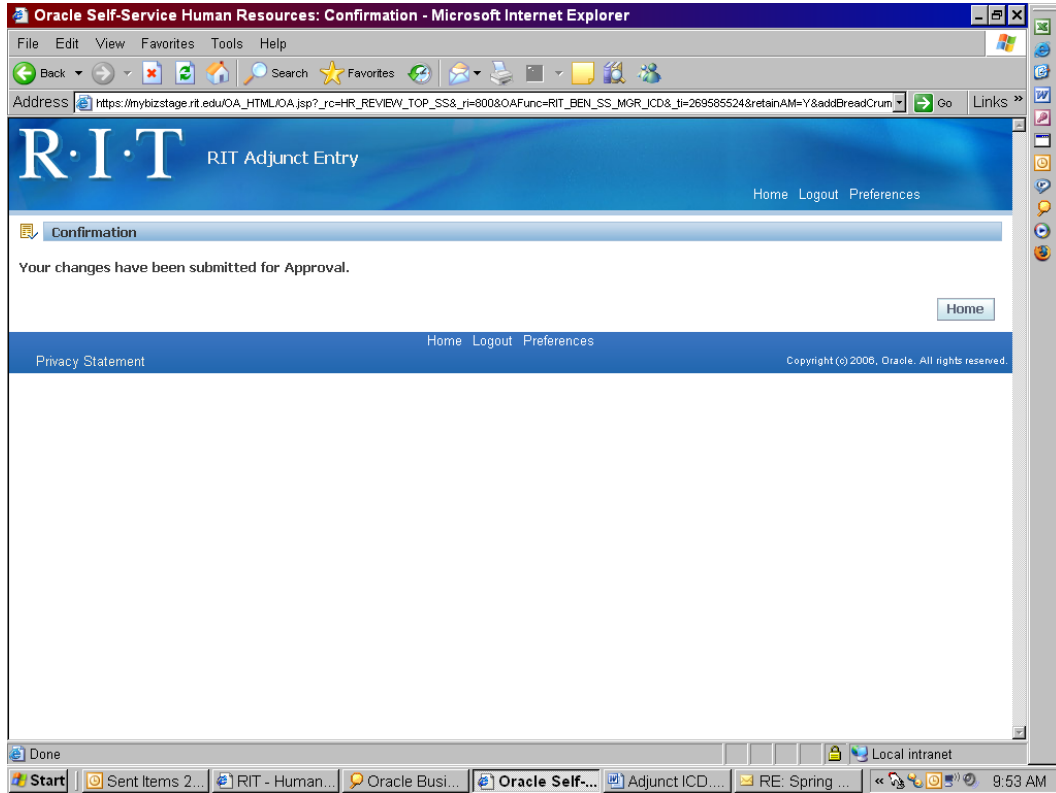 Oracle Self-Service Human Resources: Confirmation - Microsoft Internet Explorer
File Edit View Favorites Tools Help
Back Search Favorites
Address https://mybizstage.rit.edu/OA_HTML/OA.jsp?_rc=HR_REVIEW_TOP_SS&_ri=800&OAFunc=RIT_BEN_SS_MGR_ICD&_ti=269585524&retainAM=Y&addBreadCrum Go Links »
R·I·T RIT Adjunct Entry
Home Logout Preferences
Confirmation
Your changes have been submitted for Approval.
Home
Home Logout Preferences
Privacy Statement Copyright (c) 2006, Oracle. All rights reserved.
Done Local intranet
Start Sent Items 2... RIT - Human... Oracle Busi... Oracle Self-... Adjunct ICD.... RE: Spring ... « 9:53 AM